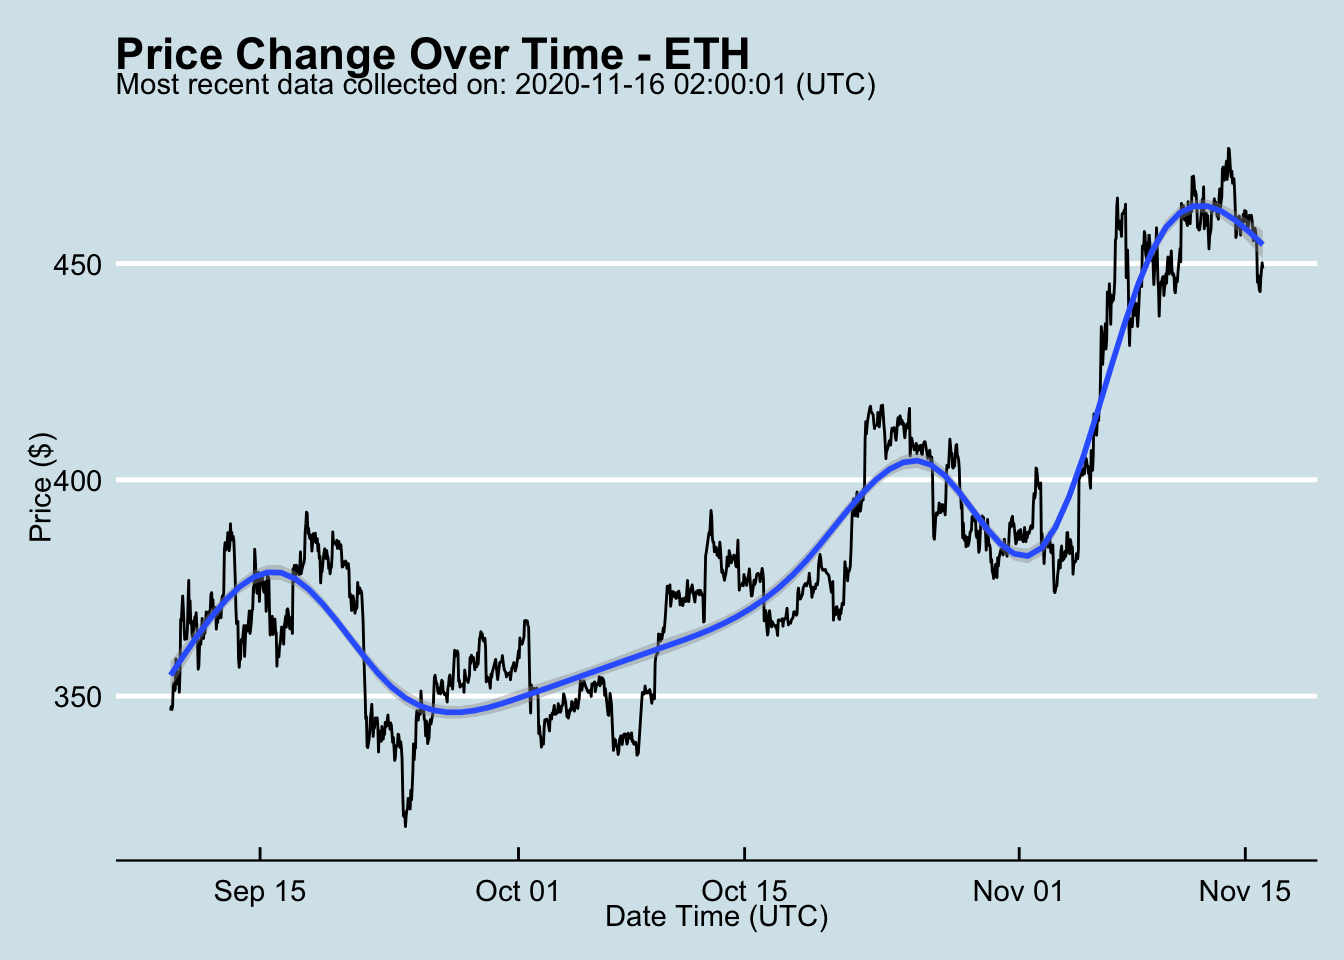 Price Change Over Time - ETH
Most recent data collected on: 2020-11-16 02:00:01 (UTC)
Price ($)
450
400
350
Sep 15 Oct 01 Oct 15 Nov 01 Nov 15
Date Time (UTC)